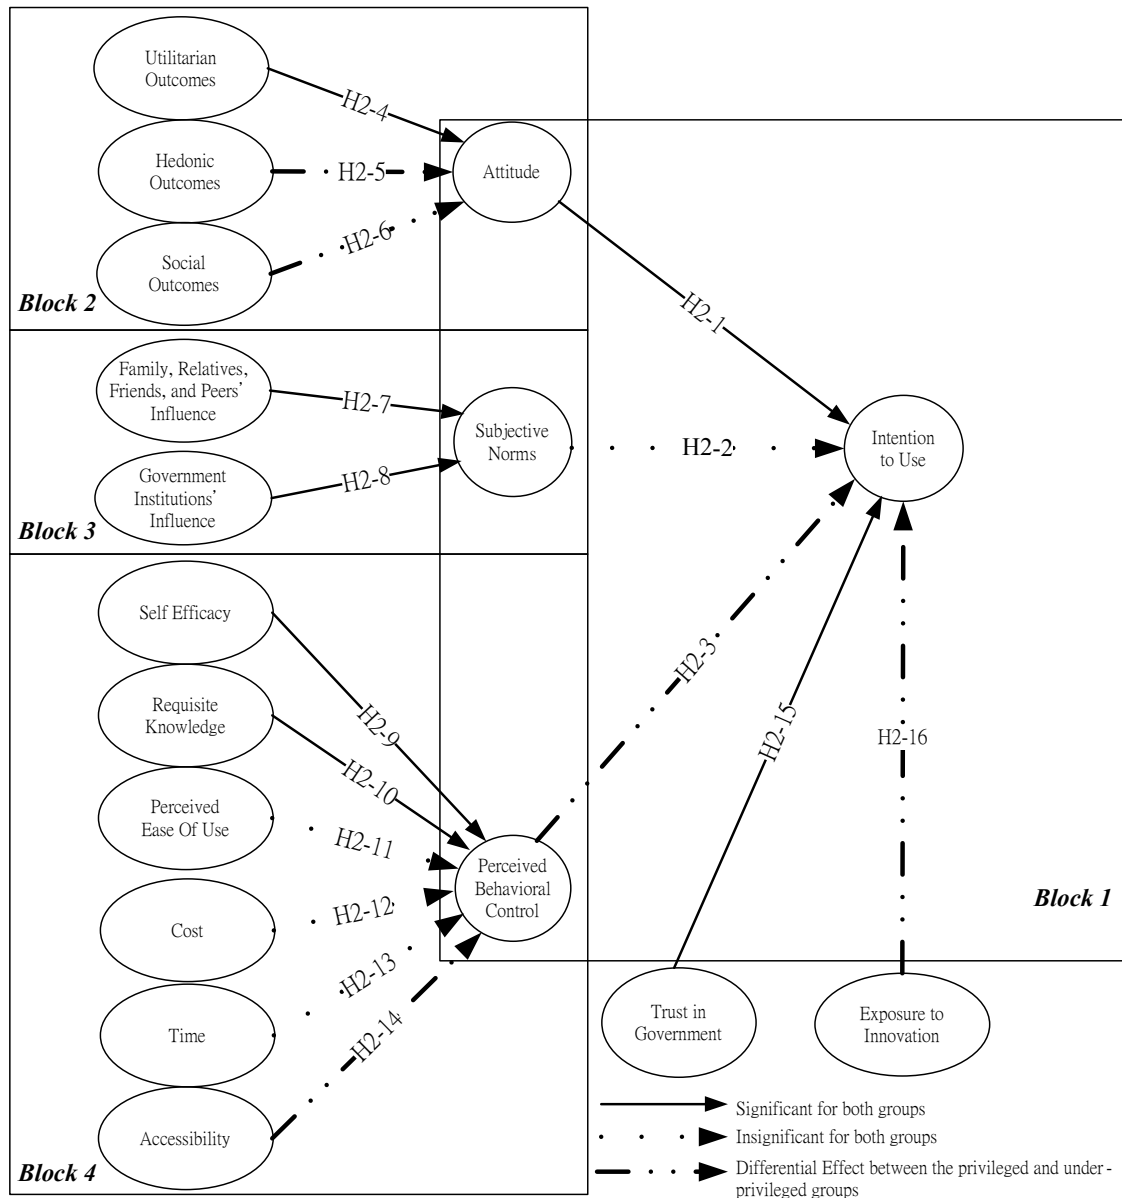 Utilitarian
Outcomes
H2-4
Hedonic
Outcomes
H2-5
Attitude
Social
Outcomes
H2-6
Block 2
H2-1
Family, Relatives,
Friends, and Peers'
Influence
H2-7
Subjective
Norms
H2-2
Intention
to Use
Government
Institutions'
Influence
H2-8
Block 3
Self Efficacy
H2-9
H2-3
Requisite
Knowledge
H2-10
H2-15
H2-16
Perceived
Ease Of Use
H2-11
Perceived
Behavioral
Control
Block 1
Cost
H2-12
Time
H2-13
Trust in
Government
Exposure to
Innovation
Accessibility
H2-14
Block 4
Significant for both groups
Insignificant for both groups
Differential Effect between the privileged and under-
privileged groups